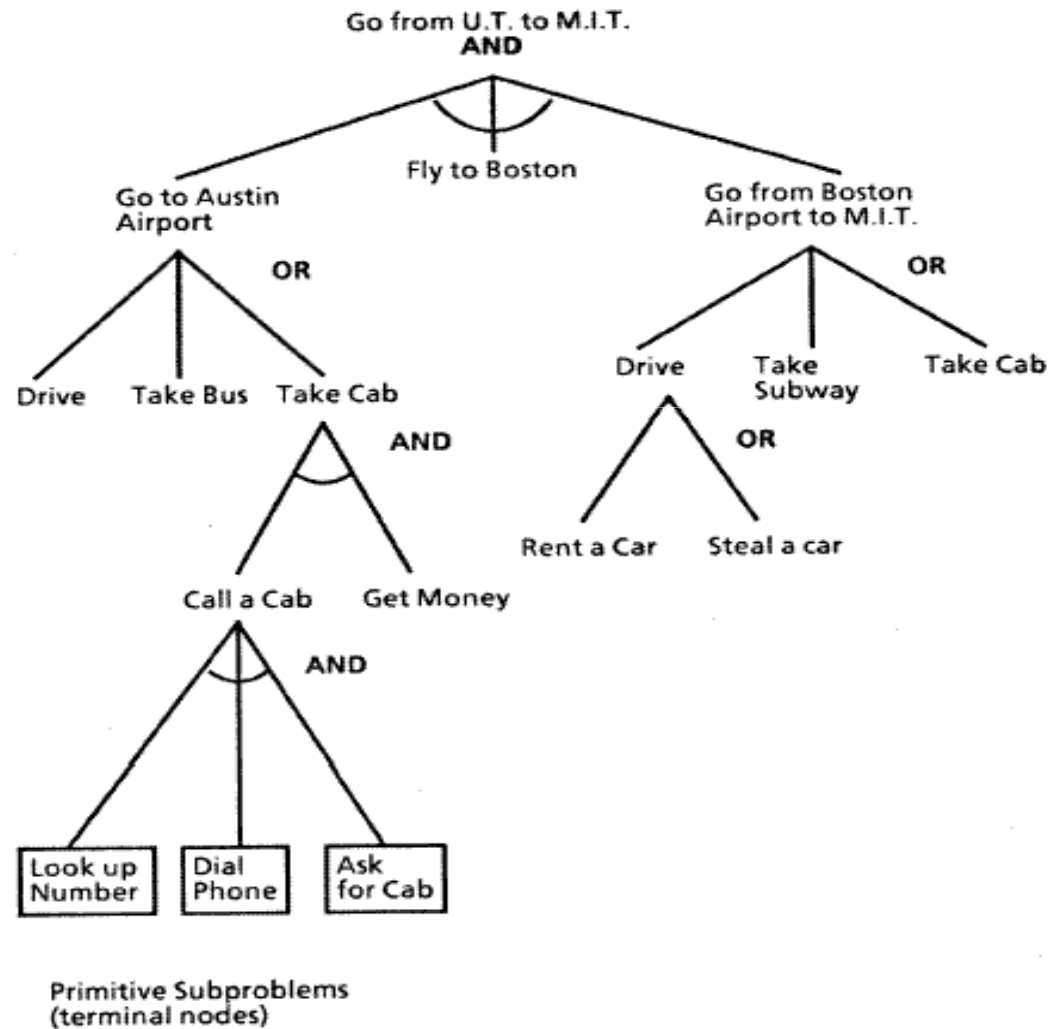 Go from U.T. to M.I.T.
AND
Go to Austin
Airport
Fly to Boston
Go from Boston
Airport to M.I.T.
OR
OR
Drive
Take Bus
Take Cab
Drive
Take
Subway
Take Cab
AND
OR
Call a Cab
Get Money
Rent a Car
Steal a car
AND
Look up
Number
Dial
Phone
Ask
for Cab
Primitive Subproblems
(terminal nodes)